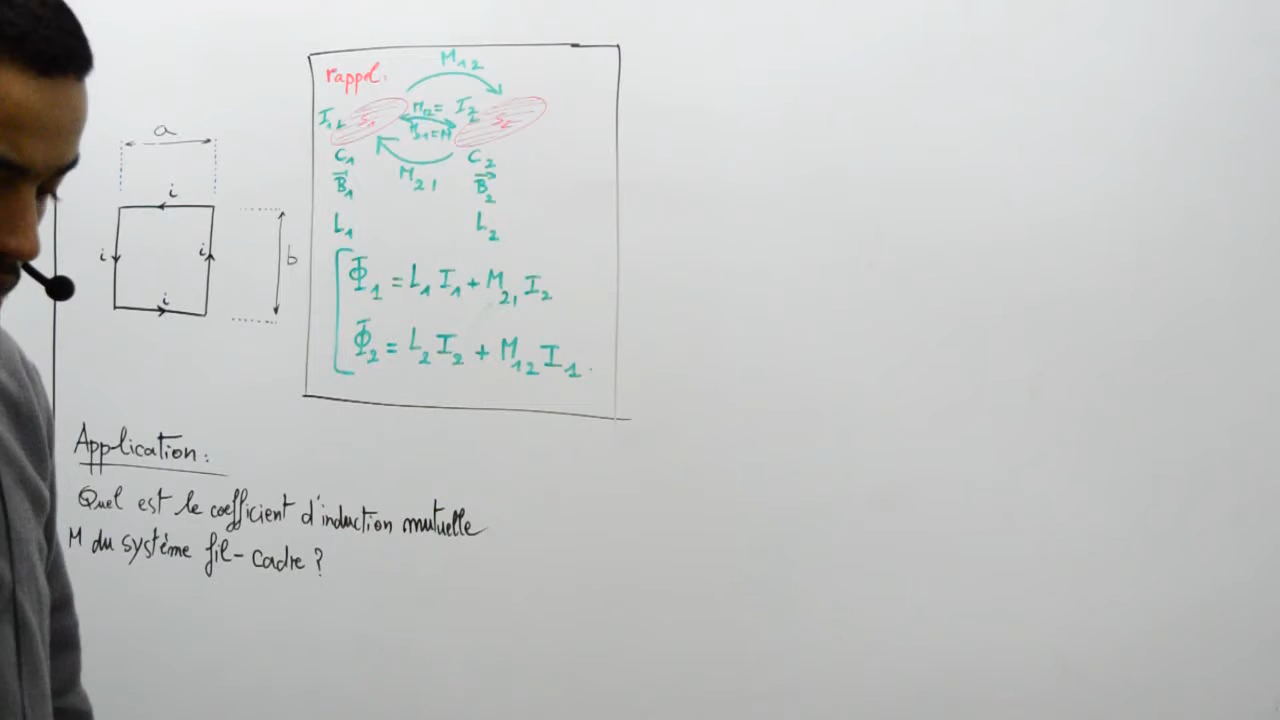 a
i
i
i
i
b
rappel.
M₁₂
I₁
S₁
M₁₂=
M₂₁=M
I₂
S₂
C₁
C₂
M₂₁
B⃗₁
B⃗₂
L₁
L₂
Φ₁ = L₁ I₁ + M₂₁ I₂
Φ₂ = L₂ I₂ + M₁₂ I₁.
Application :
Quel est le coefficient d'induction mutuelle
M du système fil-cadre ?